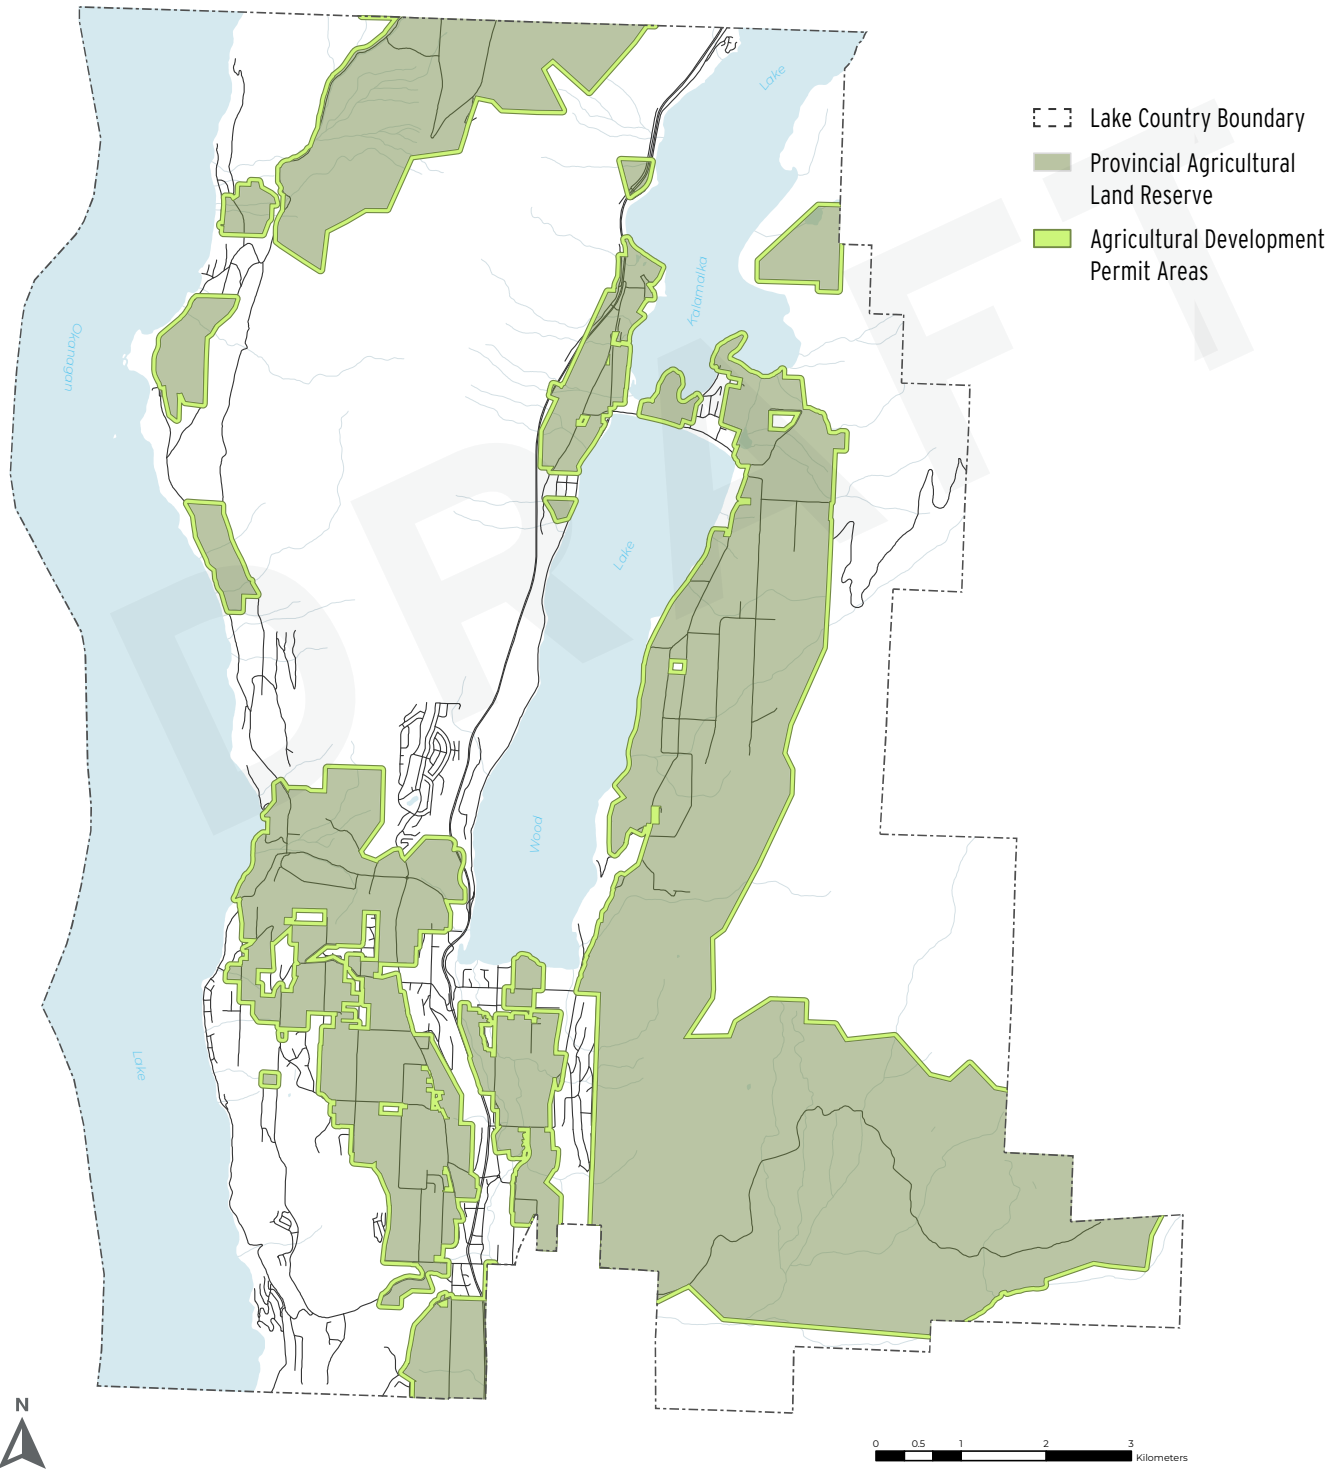 Lake Country Boundary
Provincial Agricultural
Land Reserve
Agricultural Development
Permit Areas
Lake
Kalamalka
Okanagan
Lake
Wood
Lake
DRAFT
N
0 0.5 1 2 3
Kilometers